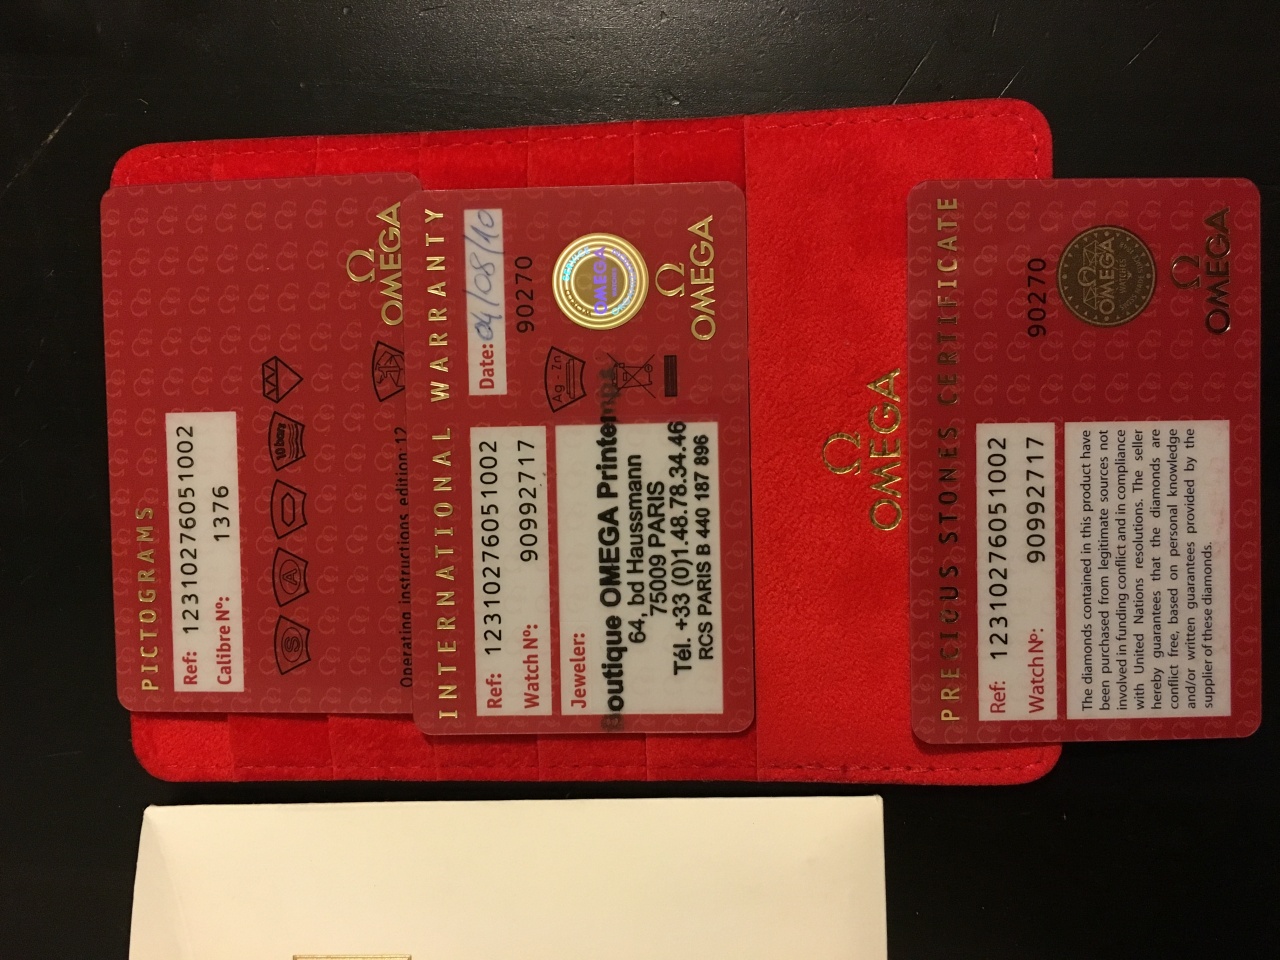 PICTOGRAMS
Ref: 12310276051002
Calibre Nº: 1376
S
A
10 bars
Operating instructions edition:12
Ω
OMEGA
INTERNATIONAL WARRANTY
Ref: 12310276051002
Watch Nº: 90992717
Date: 04/08/10
90270
Jeweler:
Boutique OMEGA Printemps
64, bd Haussmann
75009 PARIS
Tél. +33 (0)1.48.78.34.46
RCS PARIS B 440 187 896
Ag - Zn
OMEGA
Ω
OMEGA
Ω
OMEGA
PRECIOUS STONES CERTIFICATE
Ref: 12310276051002
Watch Nº: 90992717
90270
The diamonds contained in this product have
been purchased from legitimate sources not
involved in funding conflict and in compliance
with United Nations resolutions. The seller
hereby guarantees that the diamonds are
conflict free, based on personal knowledge
and/or written guarantees provided by the
supplier of these diamonds.
OMEGA
WATCHES
Ω
OMEGA